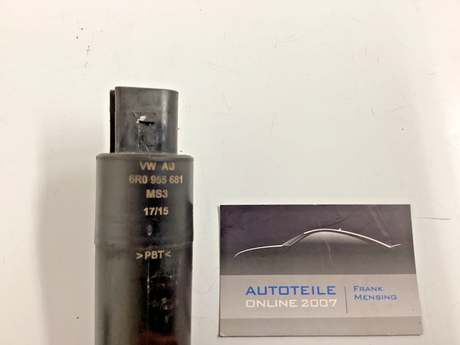 VW AG
6R0 955 681
MS3
17/15
>PBT<
AUTOTEILE
ONLINE 2007
FRANK
MENSING